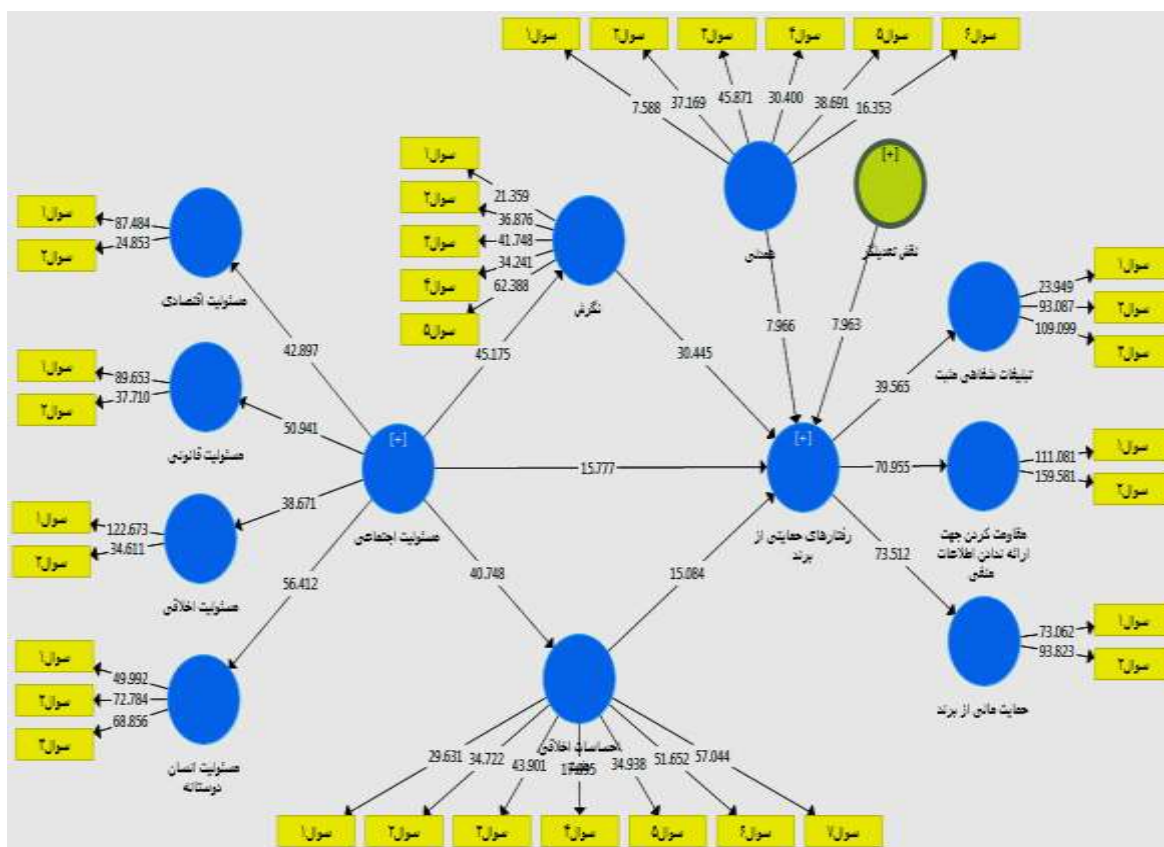 سوال۱
سوال۲
سوال۳
سوال۴
سوال۵
سوال۶
7.588
37.169
45.871
30.400
38.691
16.353
[+]
نقش تعدیلگر
7.966
7.963
سوال۱
سوال۲
سوال۳
سوال۴
سوال۵
21.359
36.876
41.748
34.241
62.388
نگرش
45.175
30.445
سوال۱
سوال۲
87.484
24.853
مسئولیت اقتصادی
42.897
سوال۱
سوال۲
89.653
37.710
مسئولیت قانونی
50.941
سوال۱
سوال۲
122.673
34.611
مسئولیت اخلاقی
38.671
سوال۱
سوال۲
سوال۳
49.992
72.784
68.856
مسئولیت انسان
دوستانه
56.412
[+]
مسئولیت اجتماعی
15.777
40.748
15.084
[+]
رفتارهای حمایتی از
برند
39.565
70.955
73.512
23.949
93.087
109.099
سوال۱
سوال۲
سوال۳
تبلیغات شفاهی مثبت
111.081
159.581
سوال۱
سوال۲
مقاومت کردن جهت
ارائه ندادن اطلاعات
منفی
73.062
93.823
سوال۱
سوال۲
حمایت مالی از برند
احساسات اخلاقی
29.631
34.722
43.901
34.938
51.652
57.044
سوال۱
سوال۲
سوال۳
سوال۴
سوال۵
سوال۶
سوال۷